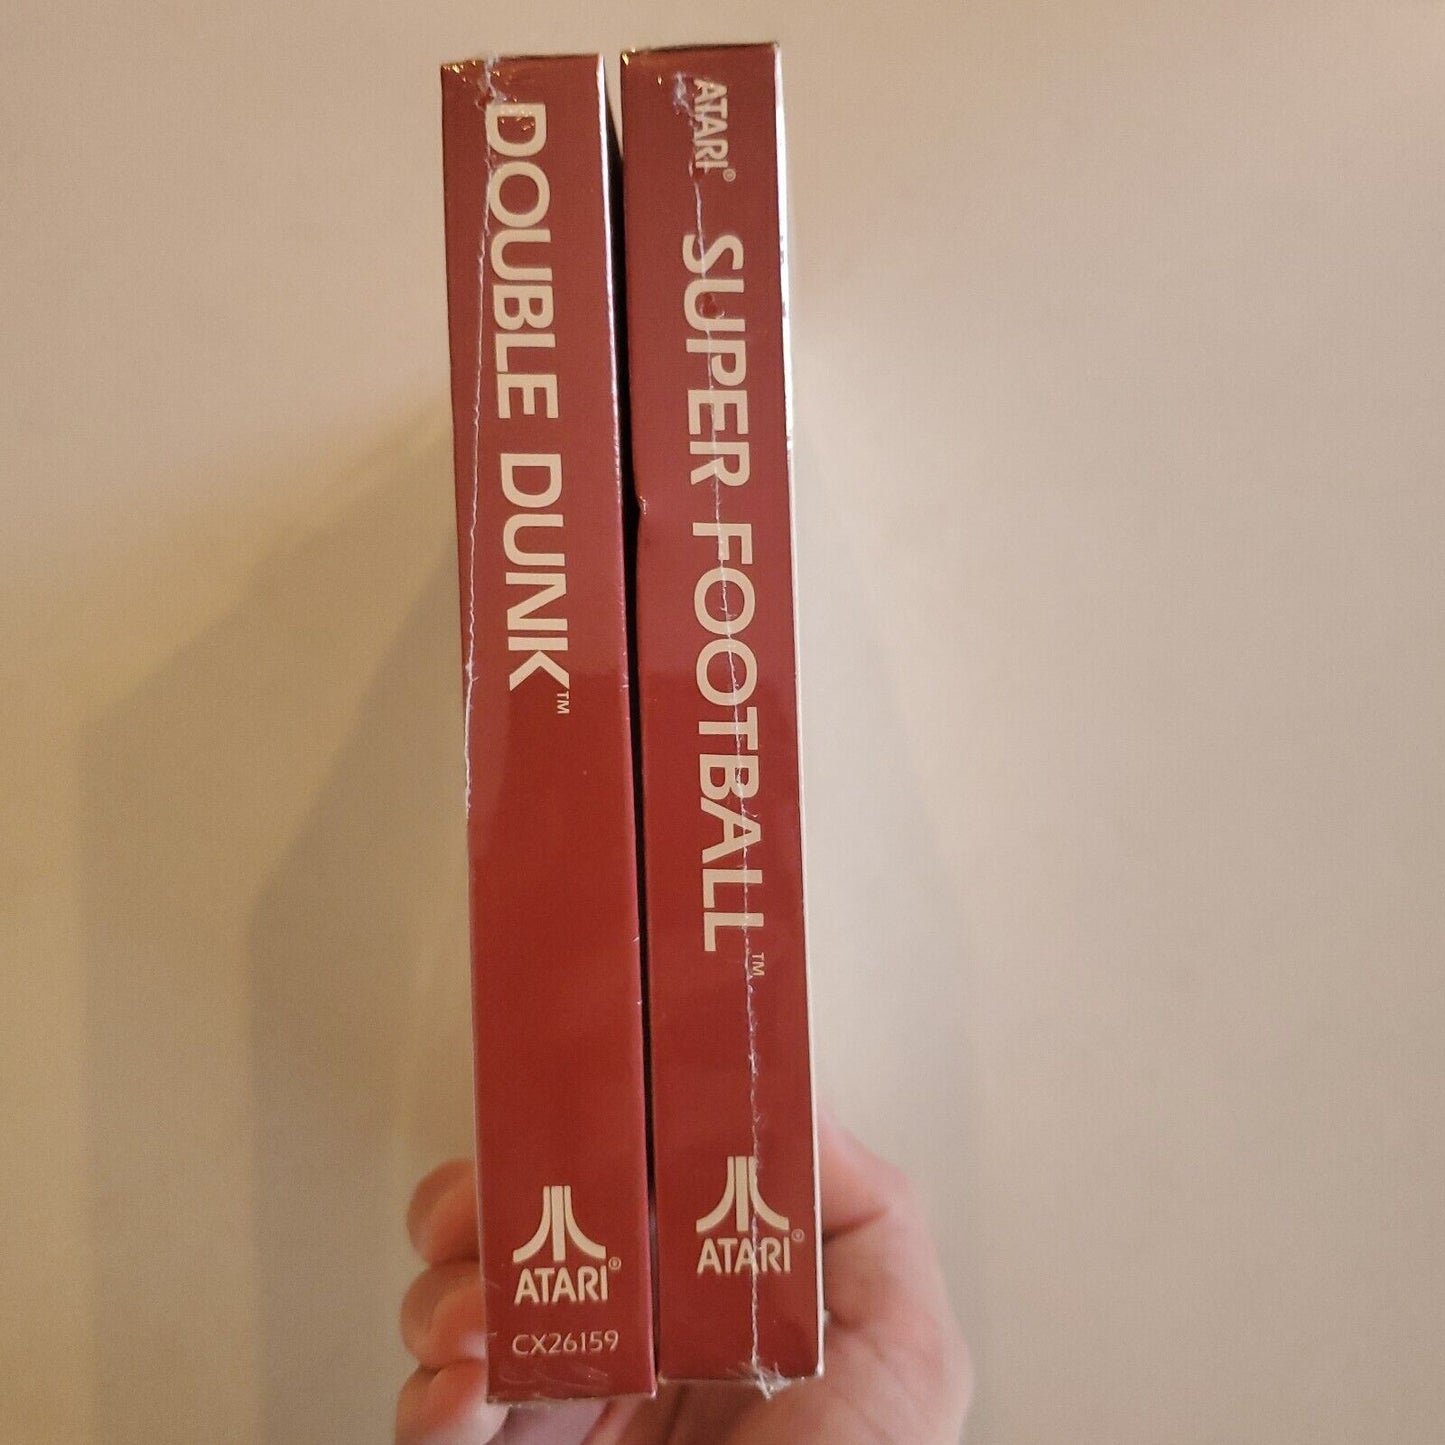 DOUBLE DUNK™
ATARI®
CX26159
ATARI® SUPER FOOTBALL™
ATARI®